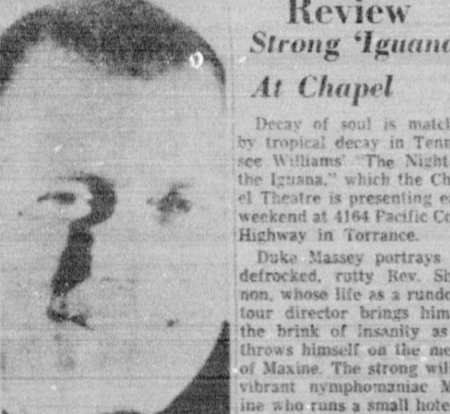 Review
Strong 'Iguana
At Chapel
Decay of soul is matc
by tropical decay in Tenn
see Williams' "The Night
the Iguana," which the Ch
el Theatre is presenting e
weekend at 4164 Pacific Co
Highway in Torrance.
Duke Massey portrays
defrocked, rutty Rev. Sh
non, whose life as a rundo
tour director brings him
the brink of insanity as
throws himself on the me
of Maxine. The strong wil
vibrant nymphomaniac M
ine who runs a small hote